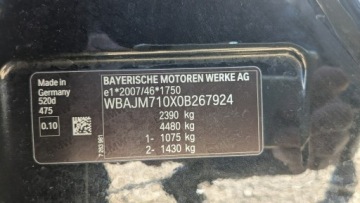 BAYERISCHE MOTOREN WERKE AG
Made in
Germany
520d
475
0.10
e1*2007/46*1750
WBAJM710X0B267924
2390 kg
4480 kg
1- 1075 kg
2- 1430 kg